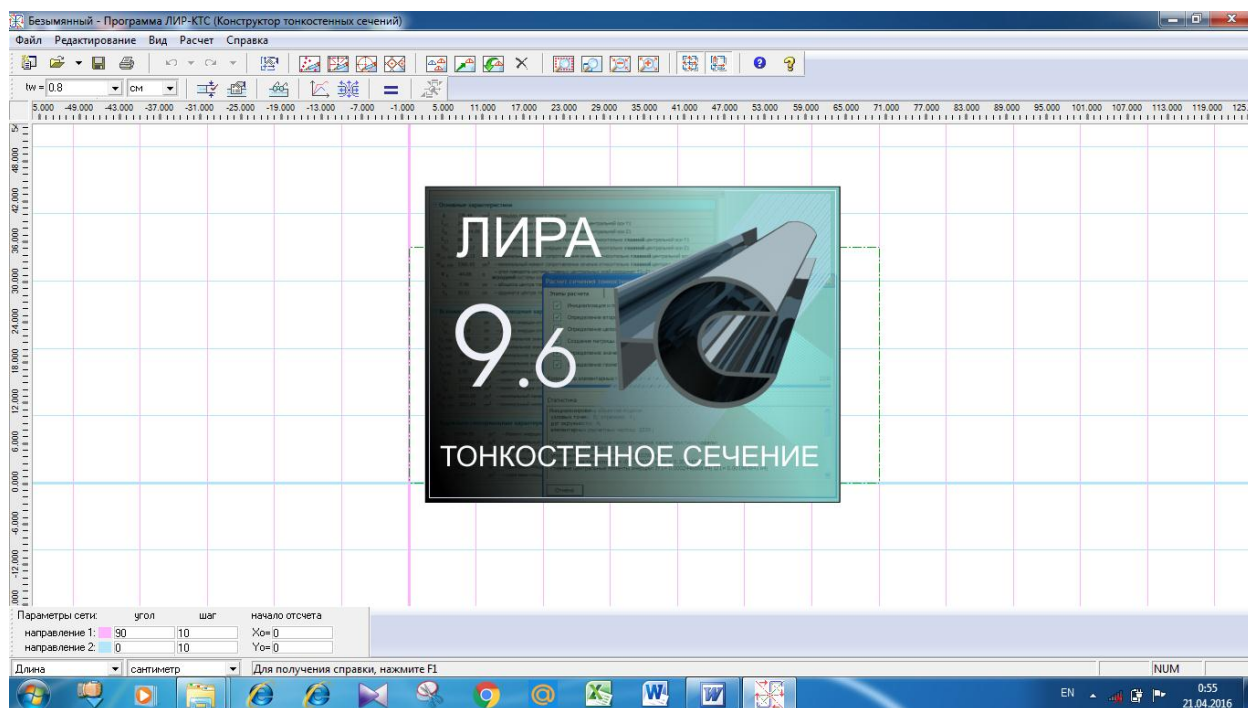 Безымянный - Программа ЛИР-КТС (Конструктор тонкостенных сечений)
Файл Редактирование Вид Расчет Справка
tw = 0.8 см
5.000 -49.000 -43.000 -37.000 -31.000 -25.000 -19.000 -13.000 -7.000 -1.000 5.000 11.000 17.000 23.000 29.000 35.000 41.000 47.000 53.000 59.000 65.000 71.000 77.000 83.000 89.000 95.000 101.000 107.000 113.000 119.000 125.
48.000
42.000
36.000
30.000
24.000
18.000
12.000
6.000
0.000
-6.000
-12.000
.000
ЛИРА
9.6
Этапы расчета
Статистика
Отмена
ТОНКОСТЕННОЕ СЕЧЕНИЕ
Параметры сети: угол шаг начало отсчета
направление 1: 90 10 Xo= 0
направление 2: 0 10 Yo= 0
Длина сантиметр Для получения справки, нажмите F1 NUM
EN 0:55
21.04.2016